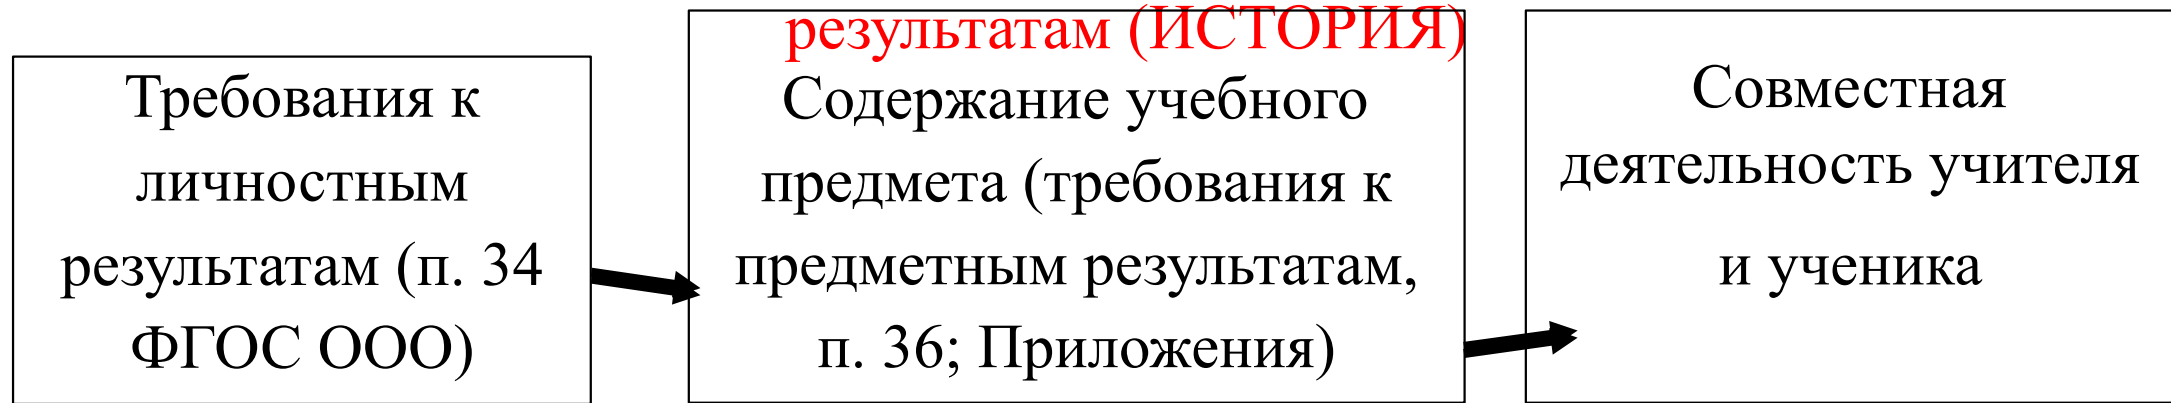 результатам (ИСТОРИЯ)
Требования к
личностным
результатам (п. 34
ФГОС ООО)
Содержание учебного
предмета (требования к
предметным результатам,
п. 36; Приложения)
Совместная
деятельность учителя
и ученика